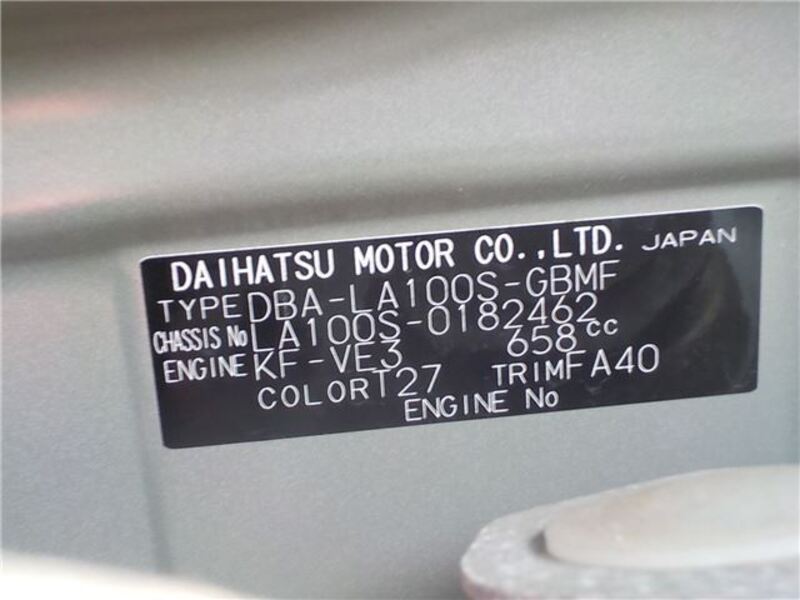 DAIHATSU MOTOR CO.,LTD. JAPAN
TYPE DBA-LA100S-GBMF
CHASSIS No LA100S-0182462
ENGINE KF-VE3 658cc
COLOR T27 TRIM FA40
ENGINE No